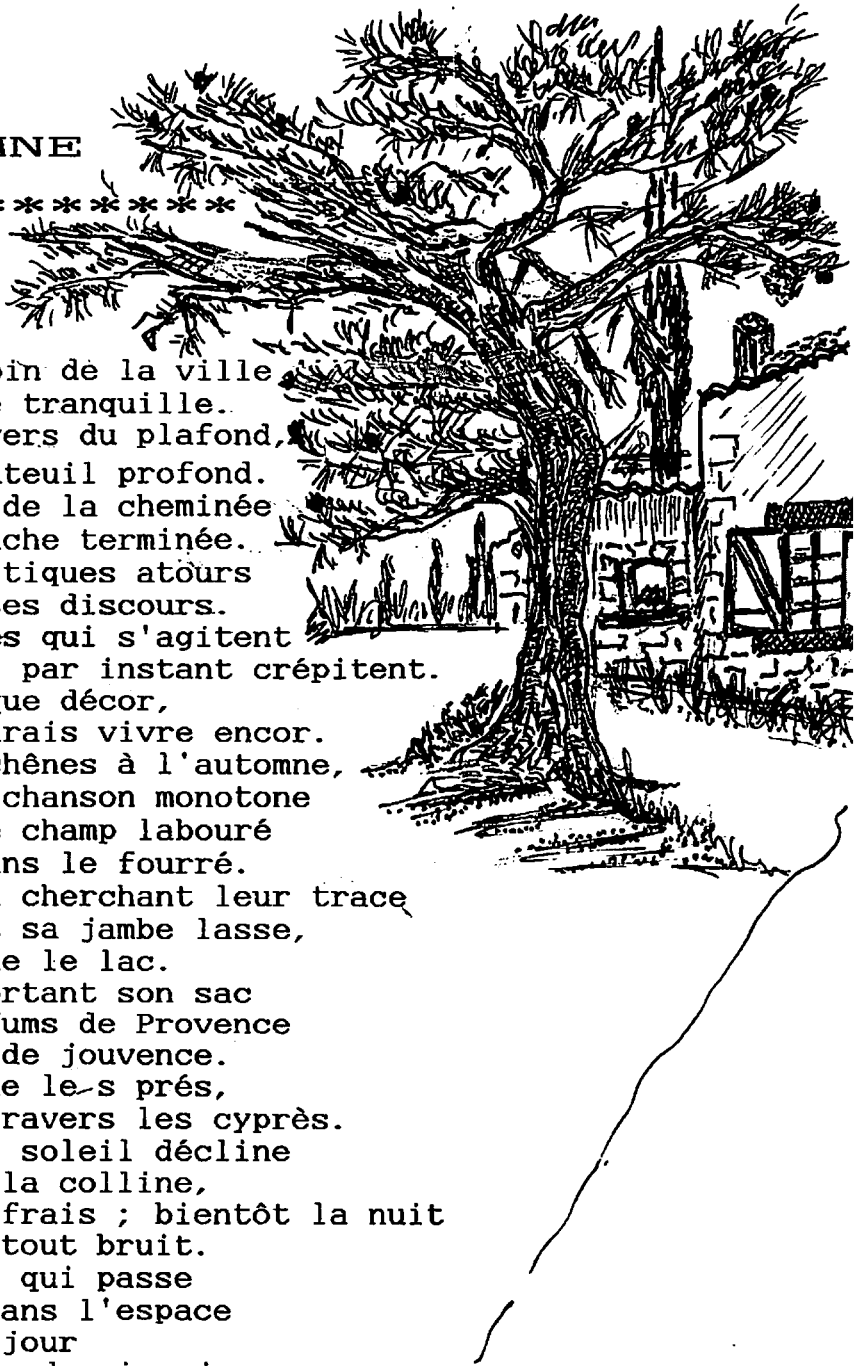 INE
*******
oin de la ville
e tranquille.
vers du plafond,
uteuil profond.
de la cheminée
che terminée.
tiques atours
es discours.
es qui s'agitent
par instant crépitent.
que décor,
rais vivre encor.
hênes à l'automne,
chanson monotone
e champ labouré
ns le fourré.
cherchant leur trace
sa jambe lasse,
e le lac.
rtant son sac
ums de Provence
de jouvence.
e le s prés,
ravers les cyprès.
soleil décline
la colline,
frais ; bientôt la nuit
tout bruit.
qui passe
ans l'espace
jour